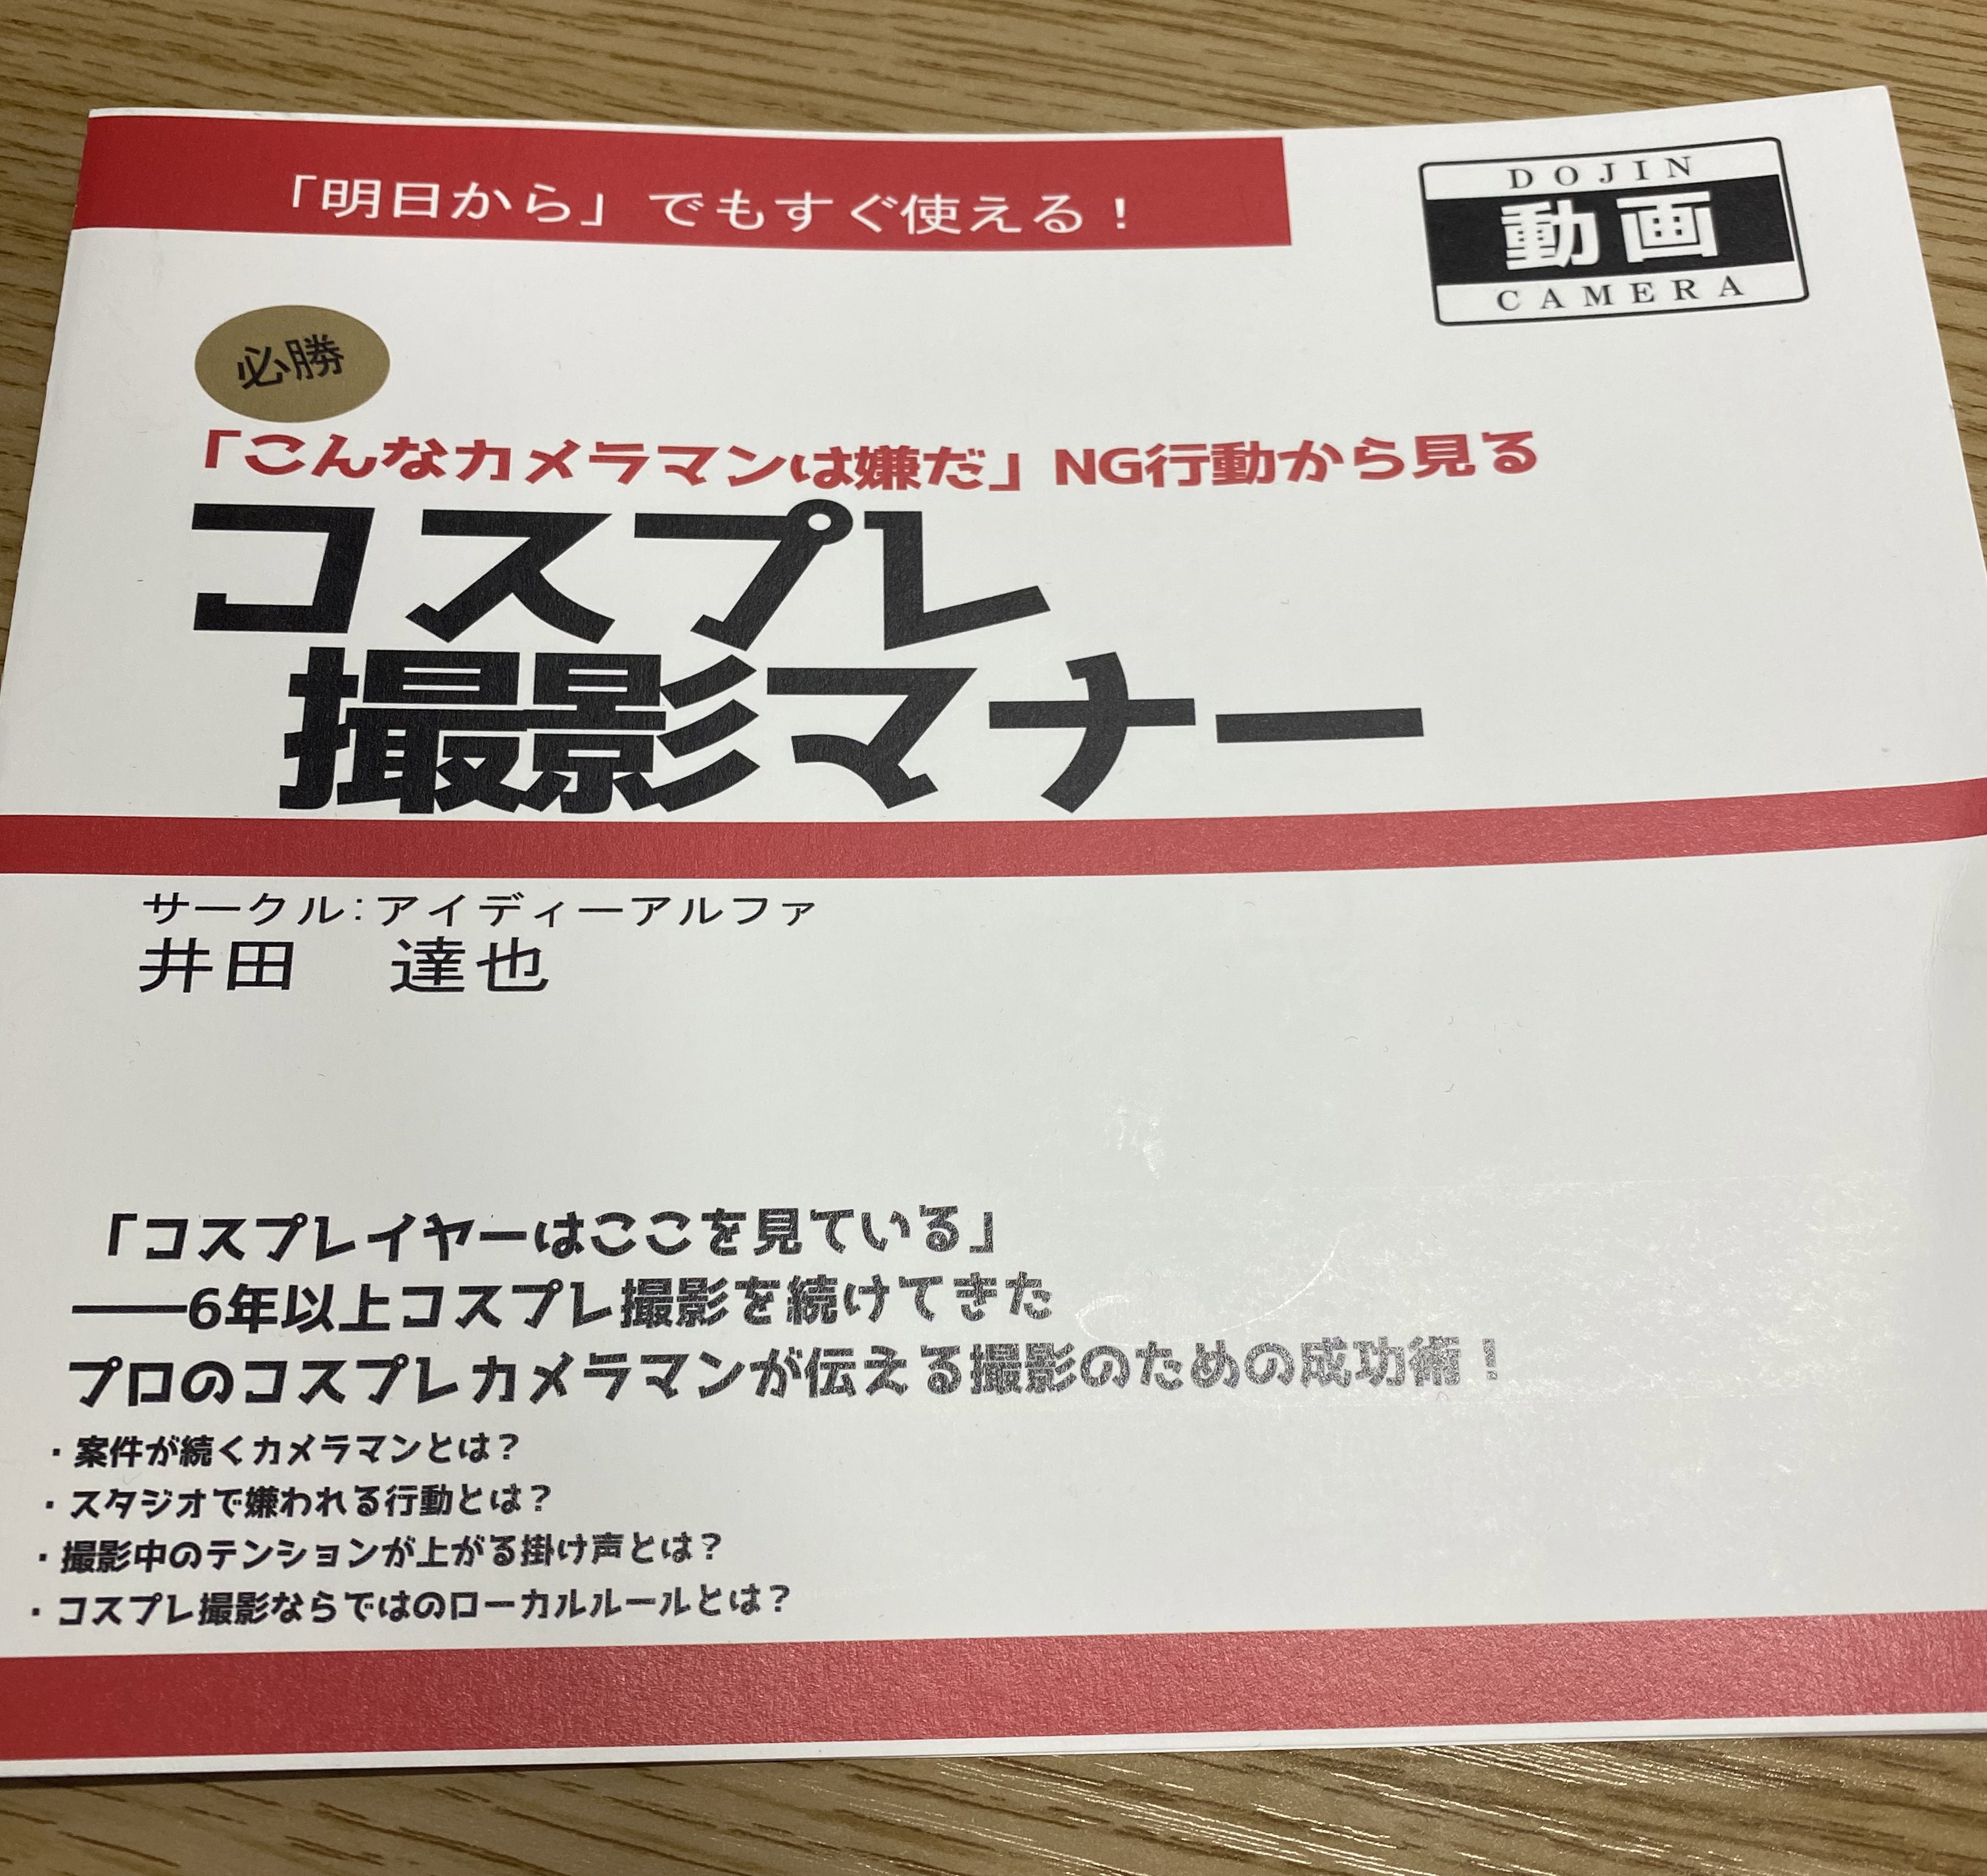 「明日から」でもすぐ使える！
DOJIN
動画
CAMERA
必勝
「こんなカメラマンは嫌だ」NG行動から見る
コスプレ
撮影マナー
サークル:アイディーアルファ
井田　達也
「コスプレイヤーはここを見ている」
――6年以上コスプレ撮影を続けてきた
プロのコスプレカメラマンが伝える撮影のための成功術！
・案件が続くカメラマンとは？
・スタジオで嫌われる行動とは？
・撮影中のテンションが上がる掛け声とは？
・コスプレ撮影ならではのローカルルールとは？